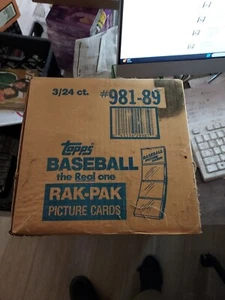 3/24 ct. #981-89
Topps
BASEBALL
the Real one
RAK-PAK
PICTURE CARDS